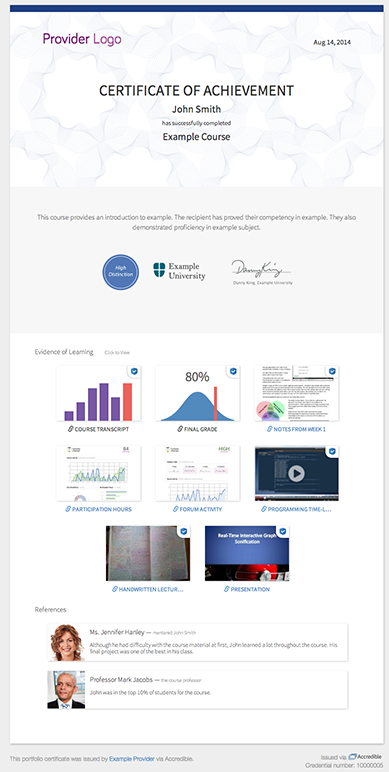 Provider Logo
Aug 14, 2014
CERTIFICATE OF ACHIEVEMENT
John Smith
has successfully completed
Example Course
This course provides an introduction to example. The recipient has proved their competency in example. They also
demonstrated proficiency in example subject.
High
Distinction
Example
University
Danny King
Danny King, Example University
Evidence of Learning
Click to View
COURSE TRANSCRIPT
80%
FINAL GRADE
NOTES FROM WEEK 1
84
PARTICIPATION HOURS
HIGH
FORUM ACTIVITY
PROGRAMMING TIME-L...
HANDWRITTEN LECTUR...
Real-Time Interactive Graph
Sonification
PRESENTATION
References
Ms. Jennifer Hanley — mentored John Smith
Although he had difficulty with the course material at first, John learned a lot throughout the course. His
final project was one of the best in his class.
Professor Mark Jacobs — the course professor
John was in the top 10% of students for the course.
This portfolio certificate was issued by Example Provider via Accredible.
Issued via Accredible
Credential number: 10000005